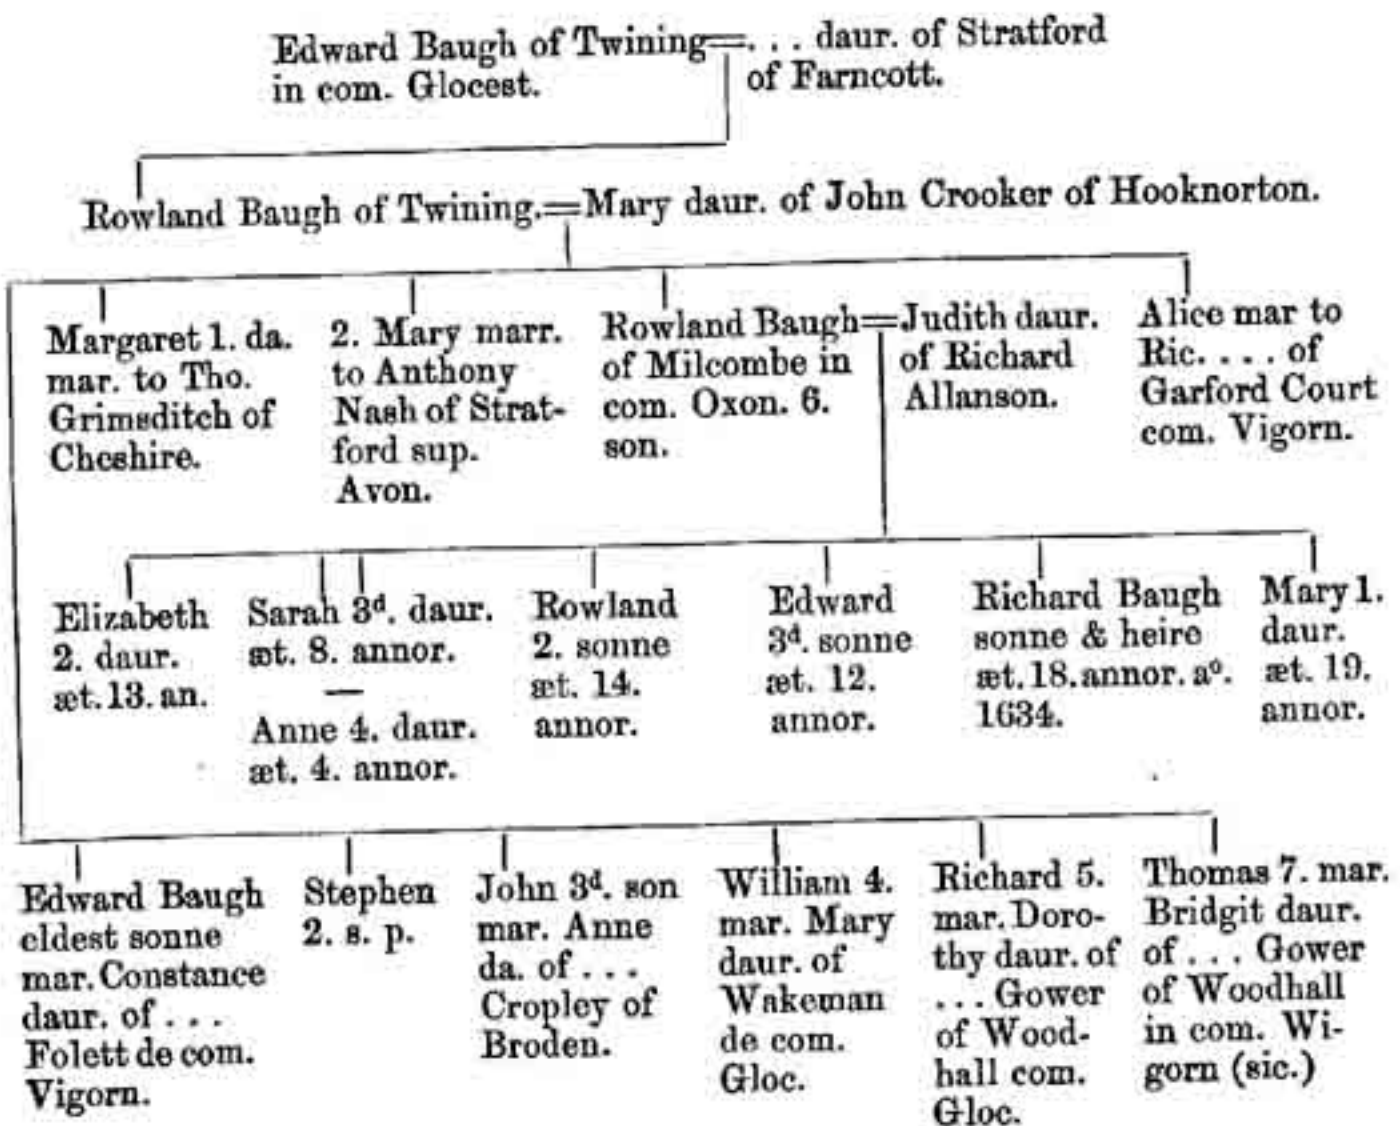 Edward Baugh of Twining=. . . daur. of Stratford
in com. Glocest.
of Farncott.
Rowland Baugh of Twining.=Mary daur. of John Crooker of Hooknorton.
Margaret 1. da.
mar. to Tho.
Grimsditch of
Cheshire.
2. Mary marr.
to Anthony
Nash of Strat-
ford sup.
Avon.
Rowland Baugh=Judith daur.
of Milcombe in
com. Oxon. 6.
son.
of Richard
Allanson.
Alice mar to
Ric. . . . of
Garford Court
com. Vigorn.
Elizabeth
2. daur.
æt. 13. an.
Sarah 3d. daur.
æt. 8. annor.
—
Anne 4. daur.
æt. 4. annor.
Rowland
2. sonne
æt. 14.
annor.
Edward
3d. sonne
æt. 12.
annor.
Richard Baugh
sonne & heire
æt. 18. annor. ao.
1634.
Mary 1.
daur.
æt. 19.
annor.
Edward Baugh
eldest sonne
mar. Constance
daur. of . . .
Folett de com.
Vigorn.
Stephen
2. s. p.
John 3d. son
mar. Anne
da. of . . .
Cropley of
Broden.
William 4.
mar. Mary
daur. of
Wakeman
de com.
Gloc.
Richard 5.
mar. Doro-
thy daur. of
. . . Gower
of Wood-
hall com.
Gloc.
Thomas 7. mar.
Bridgit daur.
of . . . Gower
of Woodhall
in com. Wi-
gorn (sic.)